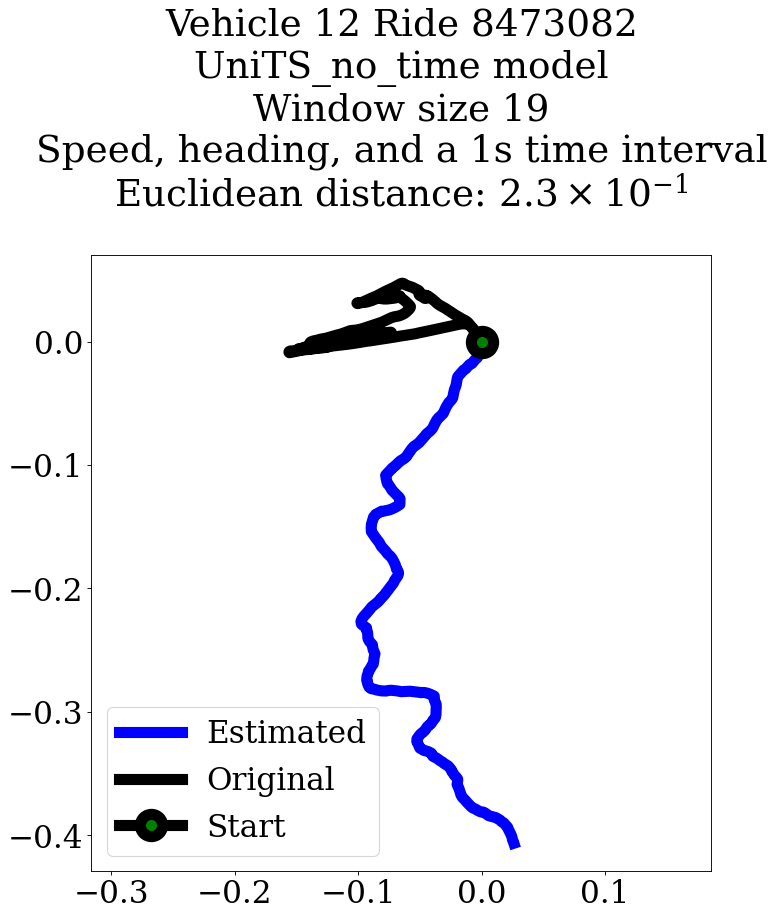 Vehicle 12 Ride 8473082
UniTS_no_time model
Window size 19
Speed, heading, and a 1s time interval
Euclidean distance: 2.3 × 10⁻¹
0.0
−0.1
−0.2
−0.3
−0.4
Estimated
Original
Start
−0.3 −0.2 −0.1 0.0 0.1